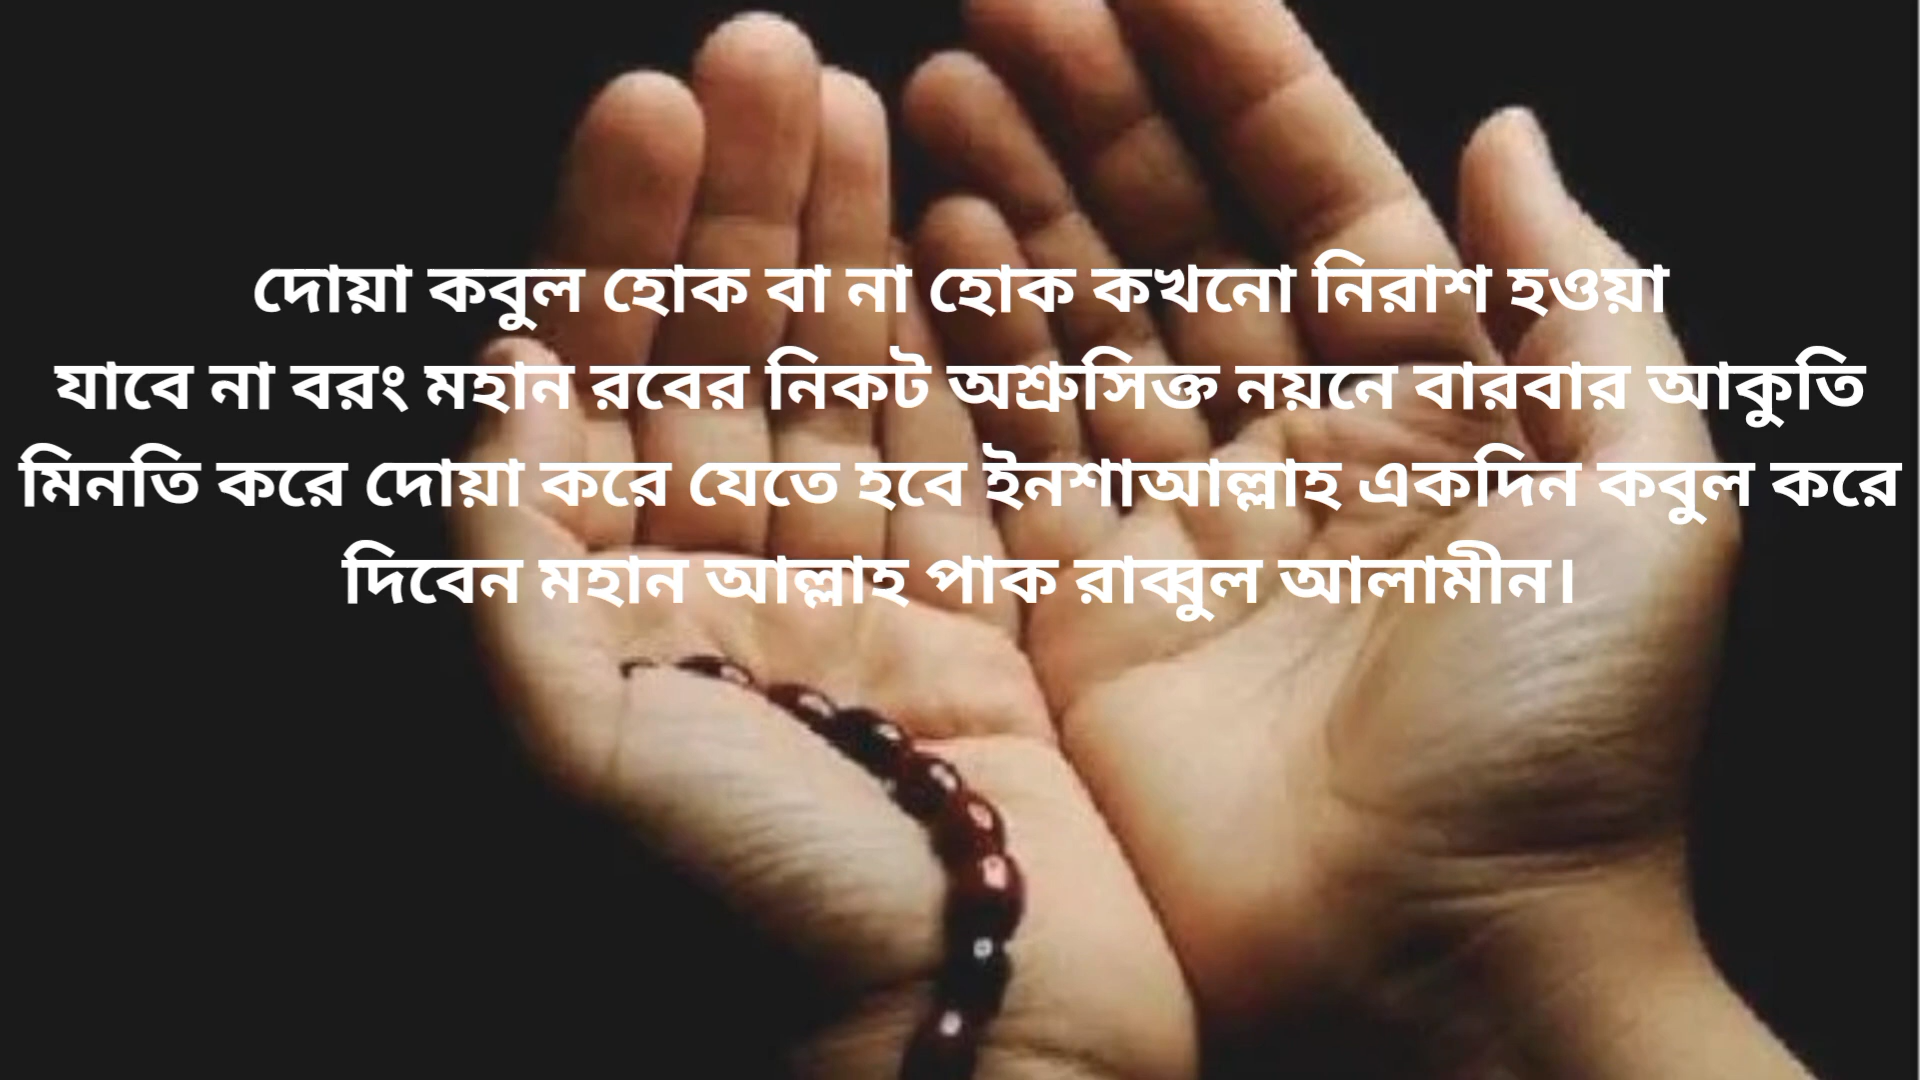 দোয়া কবুল হোক বা না হোক কখনো নিরাশ হওয়া
যাবে না বরং মহান রবের নিকট অশ্রুসিক্ত নয়নে বারবার আকুতি
মিনতি করে দোয়া করে যেতে হবে ইনশাআল্লাহ একদিন কবুল করে
দিবেন মহান আল্লাহ পাক রাব্বুল আলামীন।